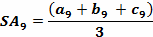 SA₉ = (a₉ + b₉ + c₉) / 3